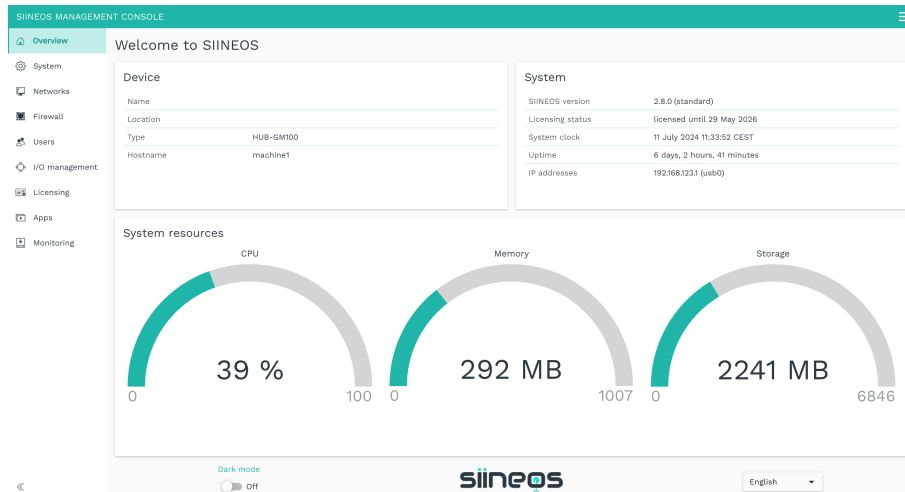 SIINEOS MANAGEMENT CONSOLE
Overview
System
Networks
Firewall
Users
I/O management
Licensing
Apps
Monitoring
Welcome to SIINEOS
Device
Name
Location
Type HUB-GM100
Hostname machine1
System
SIINEOS version 2.8.0 (standard)
Licensing status licensed until 29 May 2026
System clock 11 July 2024 11:33:52 CEST
Uptime 6 days, 2 hours, 41 minutes
IP addresses 192.168.123.1 (usb0)
System resources
CPU
39 %
0 100
Memory
292 MB
0 1007
Storage
2241 MB
0 6846
Dark mode
Off
siineos
English